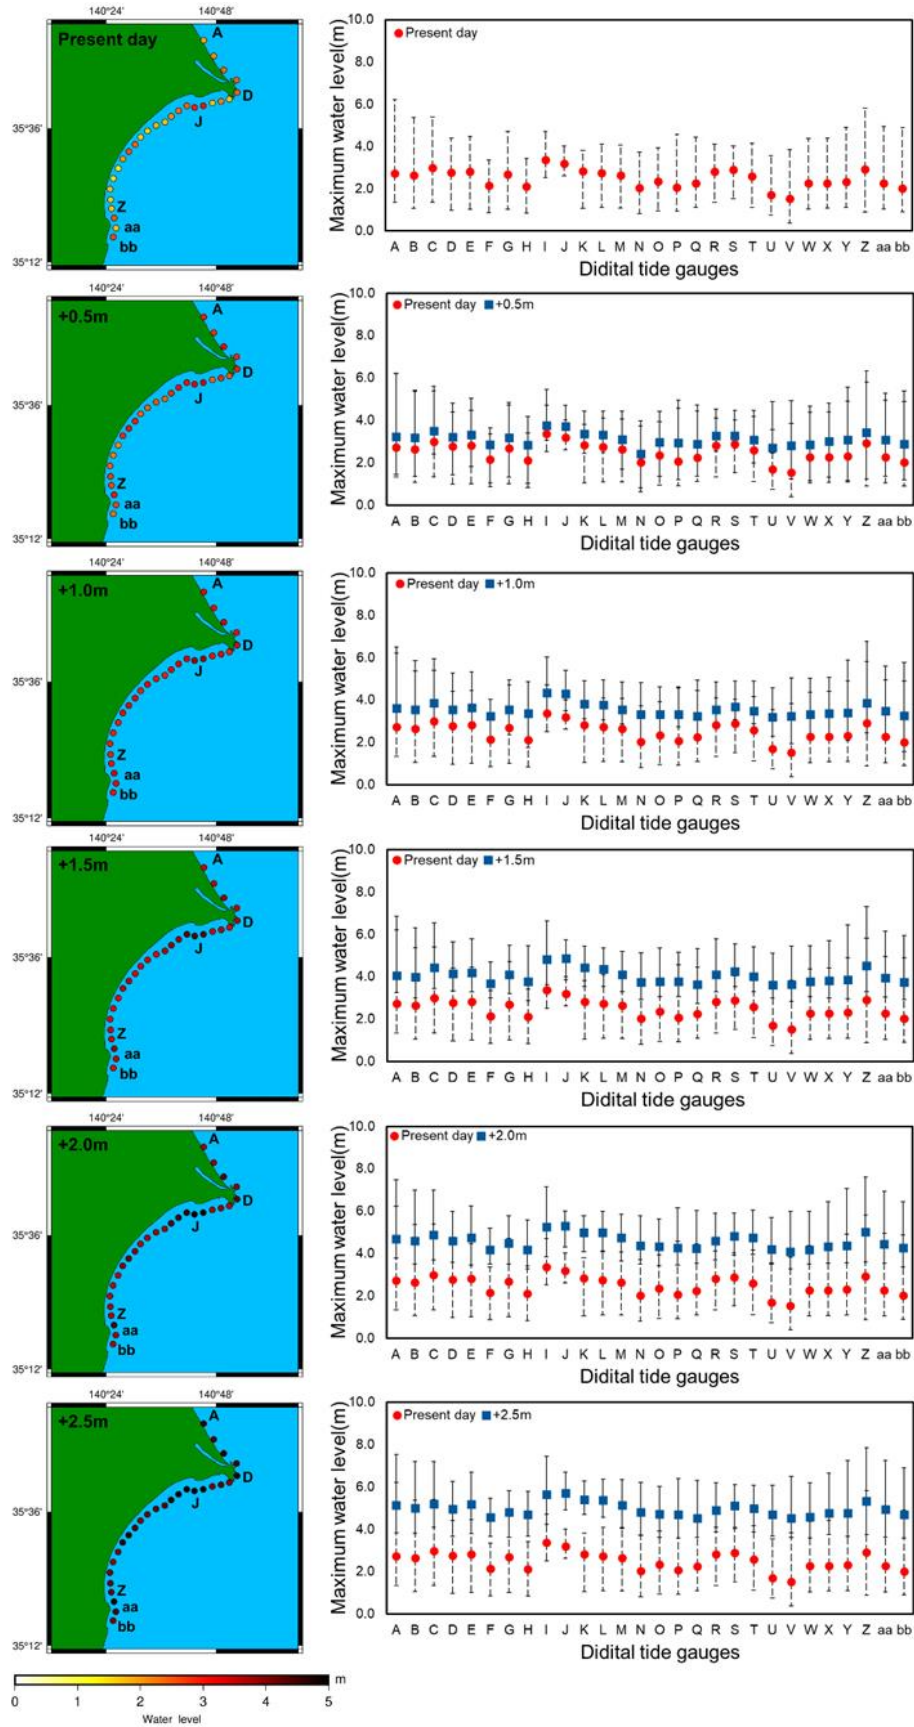 140°24' 140°48'
Present day
A
D
J
Z
aa
bb
35°36'
35°12'
Maximum water level(m)
10.0
8.0
6.0
4.0
2.0
0.0
Present day
A B C D E F G H I J K L M N O P Q R S T U V W X Y Z aa bb
Didital tide gauges
140°24' 140°48'
+0.5m
A
D
J
Z
aa
bb
35°36'
35°12'
Maximum water level(m)
10.0
8.0
6.0
4.0
2.0
0.0
Present day +0.5m
A B C D E F G H I J K L M N O P Q R S T U V W X Y Z aa bb
Didital tide gauges
140°24' 140°48'
+1.0m
A
D
J
Z
aa
bb
35°36'
35°12'
Maximum water level(m)
10.0
8.0
6.0
4.0
2.0
0.0
Present day +1.0m
A B C D E F G H I J K L M N O P Q R S T U V W X Y Z aa bb
Didital tide gauges
140°24' 140°48'
+1.5m
A
D
J
Z
aa
bb
35°36'
35°12'
Maximum water level(m)
10.0
8.0
6.0
4.0
2.0
0.0
Present day +1.5m
A B C D E F G H I J K L M N O P Q R S T U V W X Y Z aa bb
Didital tide gauges
140°24' 140°48'
+2.0m
A
D
J
Z
aa
bb
35°36'
35°12'
Maximum water level(m)
10.0
8.0
6.0
4.0
2.0
0.0
Present day +2.0m
A B C D E F G H I J K L M N O P Q R S T U V W X Y Z aa bb
Didital tide gauges
140°24' 140°48'
+2.5m
A
D
J
Z
aa
bb
35°36'
35°12'
Maximum water level(m)
10.0
8.0
6.0
4.0
2.0
0.0
Present day +2.5m
A B C D E F G H I J K L M N O P Q R S T U V W X Y Z aa bb
Didital tide gauges
m
0 1 2 3 4 5
Water level